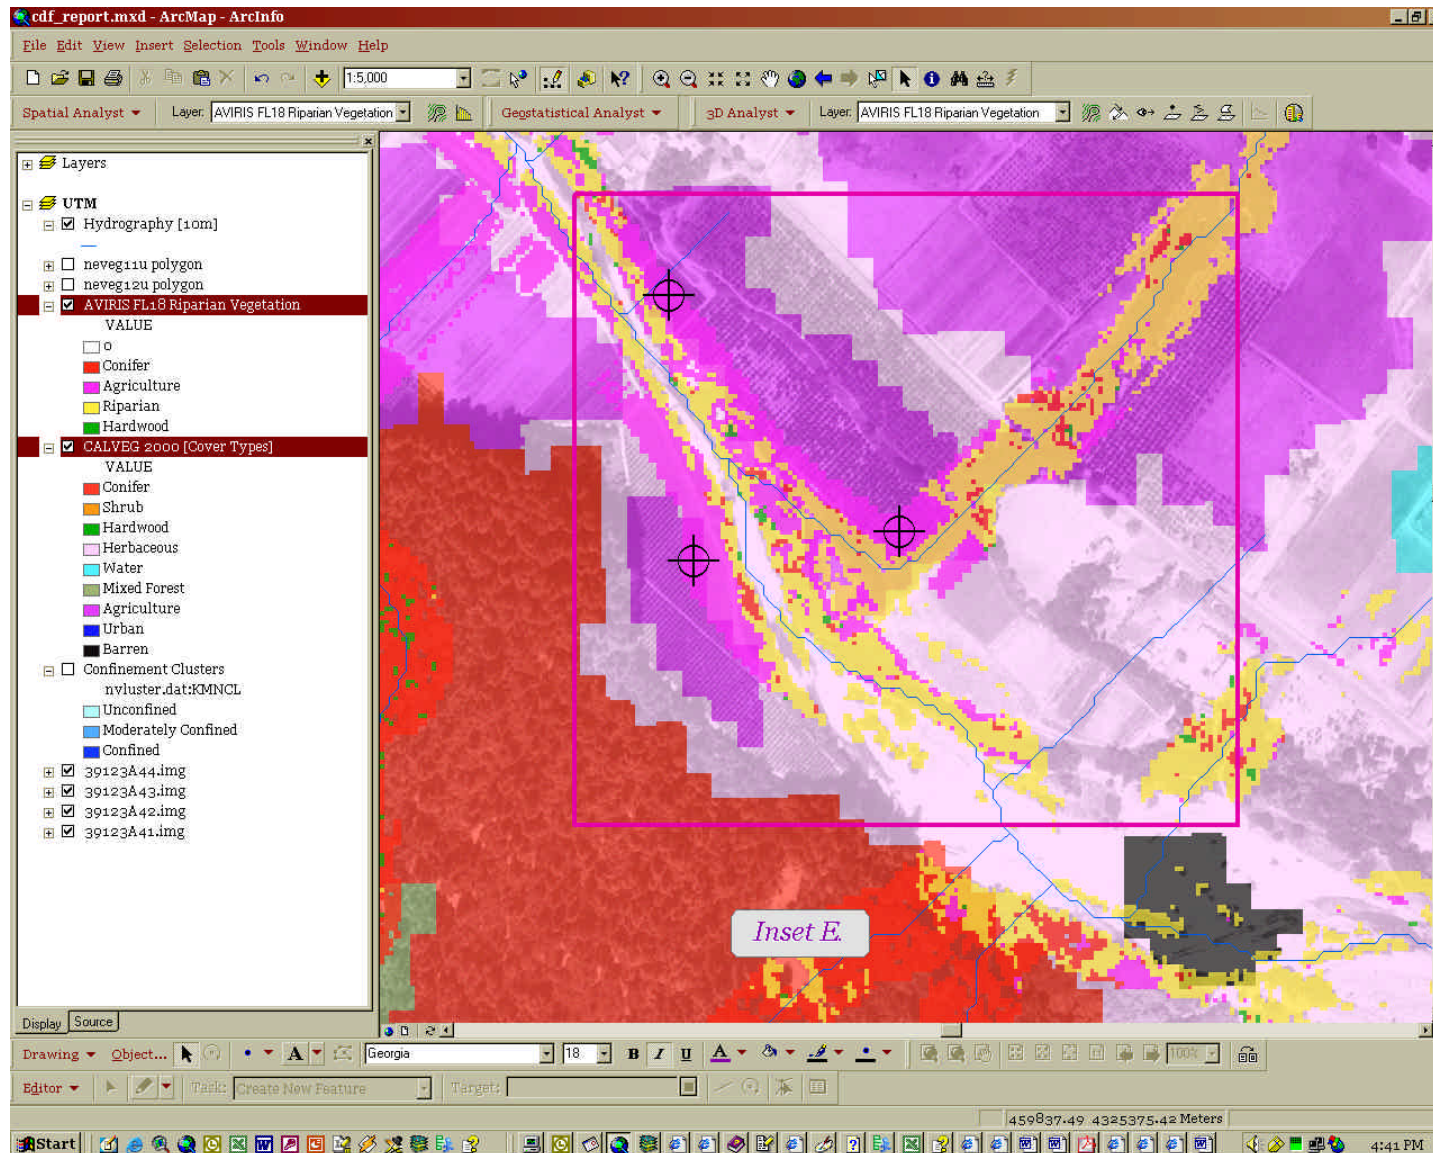 cdf_report.mxd - ArcMap - ArcInfo
File Edit View Insert Selection Tools Window Help
1:5,000
Spatial Analyst Layer: AVIRIS FL18 Riparian Vegetation Geostatistical Analyst 3D Analyst Layer: AVIRIS FL18 Riparian Vegetation
Layers
UTM
Hydrography [10m]
neveg11u polygon
neveg12u polygon
AVIRIS FL18 Riparian Vegetation
VALUE
0
Conifer
Agriculture
Riparian
Hardwood
CALVEG 2000 [Cover Types]
VALUE
Conifer
Shrub
Hardwood
Herbaceous
Water
Mixed Forest
Agriculture
Urban
Barren
Confinement Clusters
nvluster.dat:KMNCL
Unconfined
Moderately Confined
Confined
39123A44.img
39123A43.img
39123A42.img
39123A41.img
Inset E.
Display Source
Drawing Object... A Georgia 18 B I U A 100%
Editor Task: Create New Feature Target:
459837.49 4325375.42 Meters
Start 4:41 PM